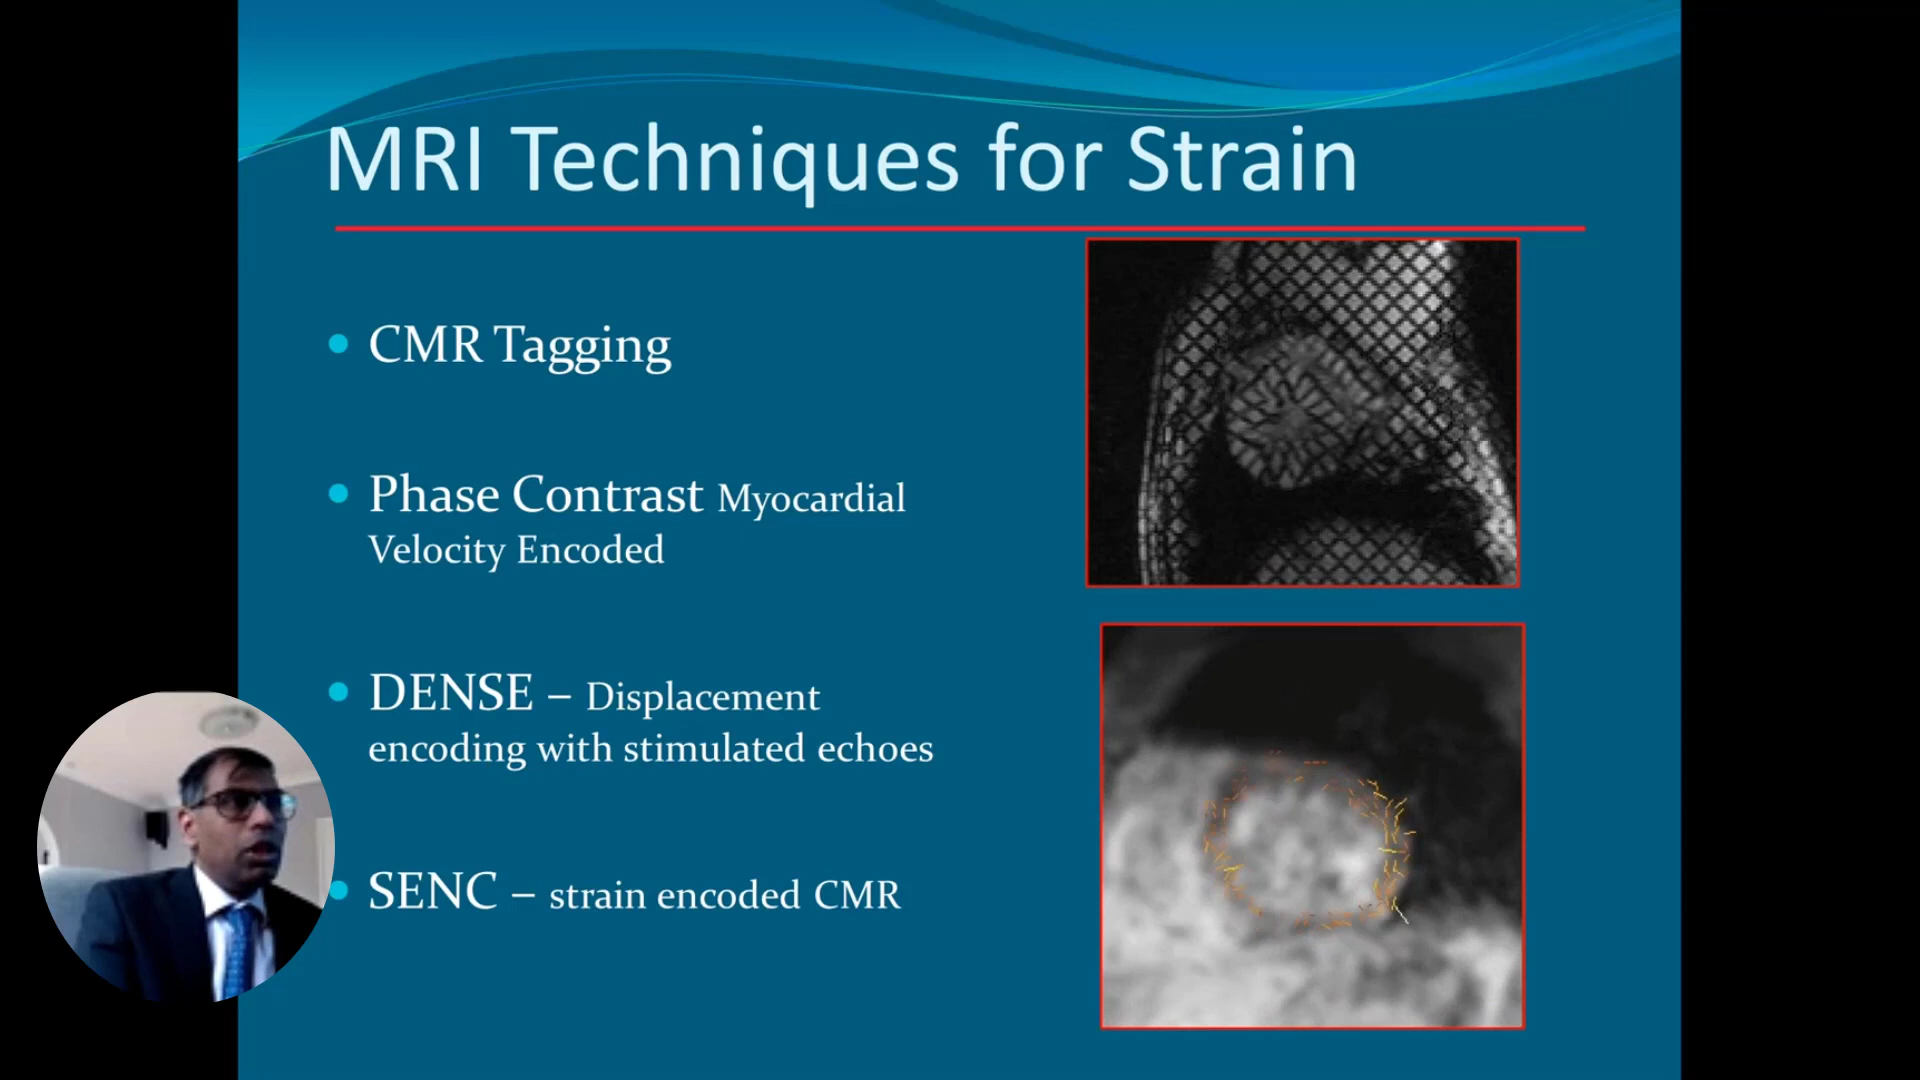 MRI Techniques for Strain
CMR Tagging
Phase Contrast Myocardial
Velocity Encoded
DENSE – Displacement
encoding with stimulated echoes
SENC – strain encoded CMR